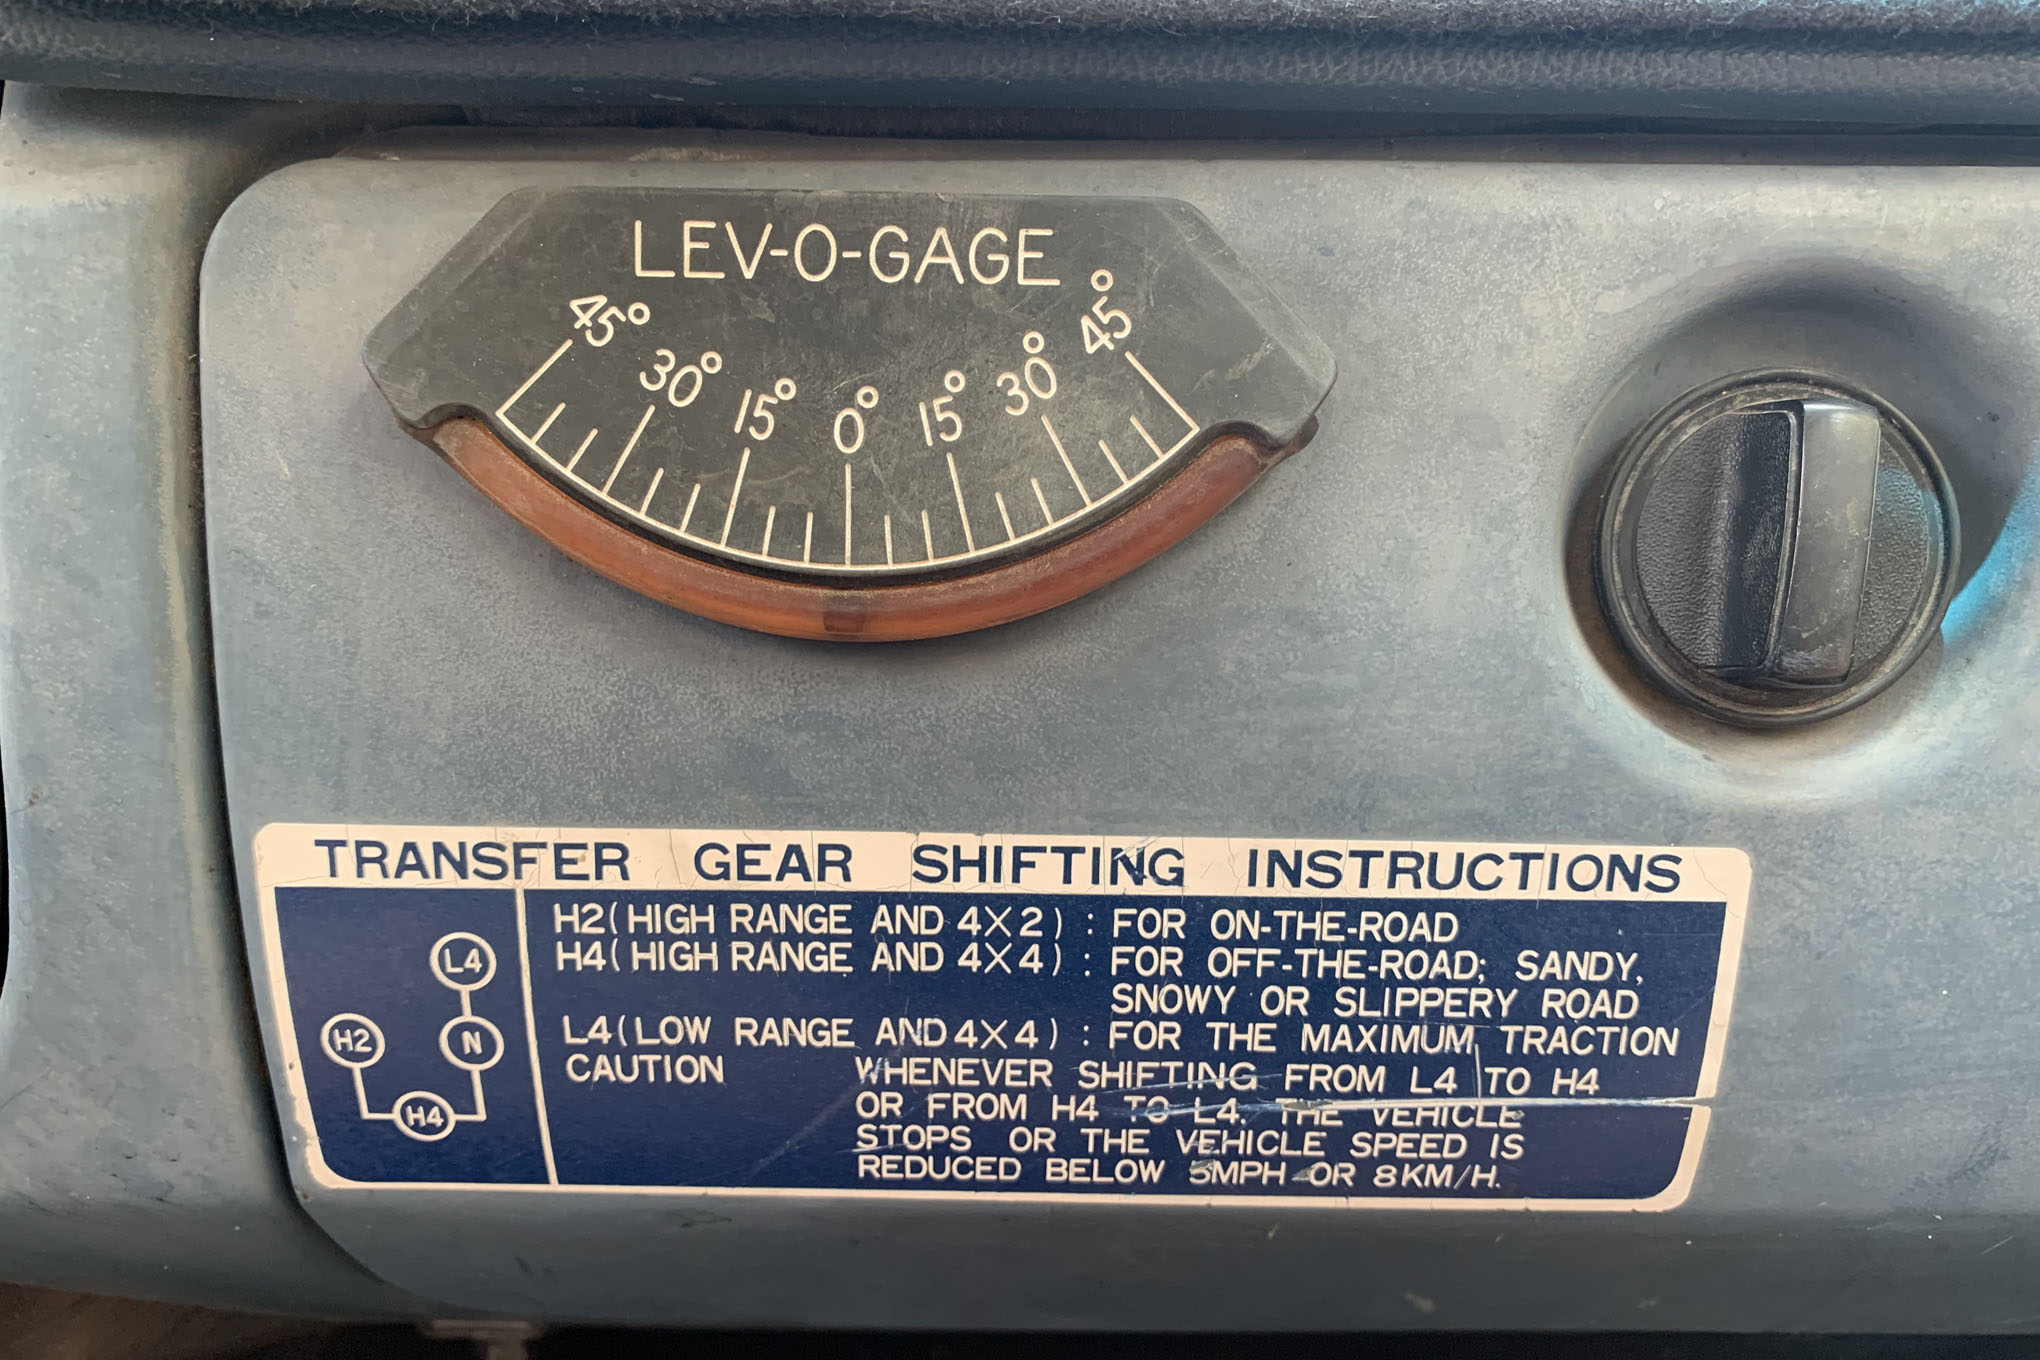 LEV-O-GAGE
45° 30° 15° 0° 15° 30° 45°
TRANSFER GEAR SHIFTING INSTRUCTIONS
L4
H2 N
H4
H2(HIGH RANGE AND 4X2) : FOR ON-THE-ROAD
H4(HIGH RANGE AND 4X4) : FOR OFF-THE-ROAD; SANDY,
SNOWY OR SLIPPERY ROAD
L4(LOW RANGE AND 4X4) : FOR THE MAXIMUM TRACTION
CAUTION WHENEVER SHIFTING FROM L4 TO H4
OR FROM H4 TO L4. THE VEHICLE
STOPS OR THE VEHICLE SPEED IS
REDUCED BELOW 5MPH OR 8KM/H.